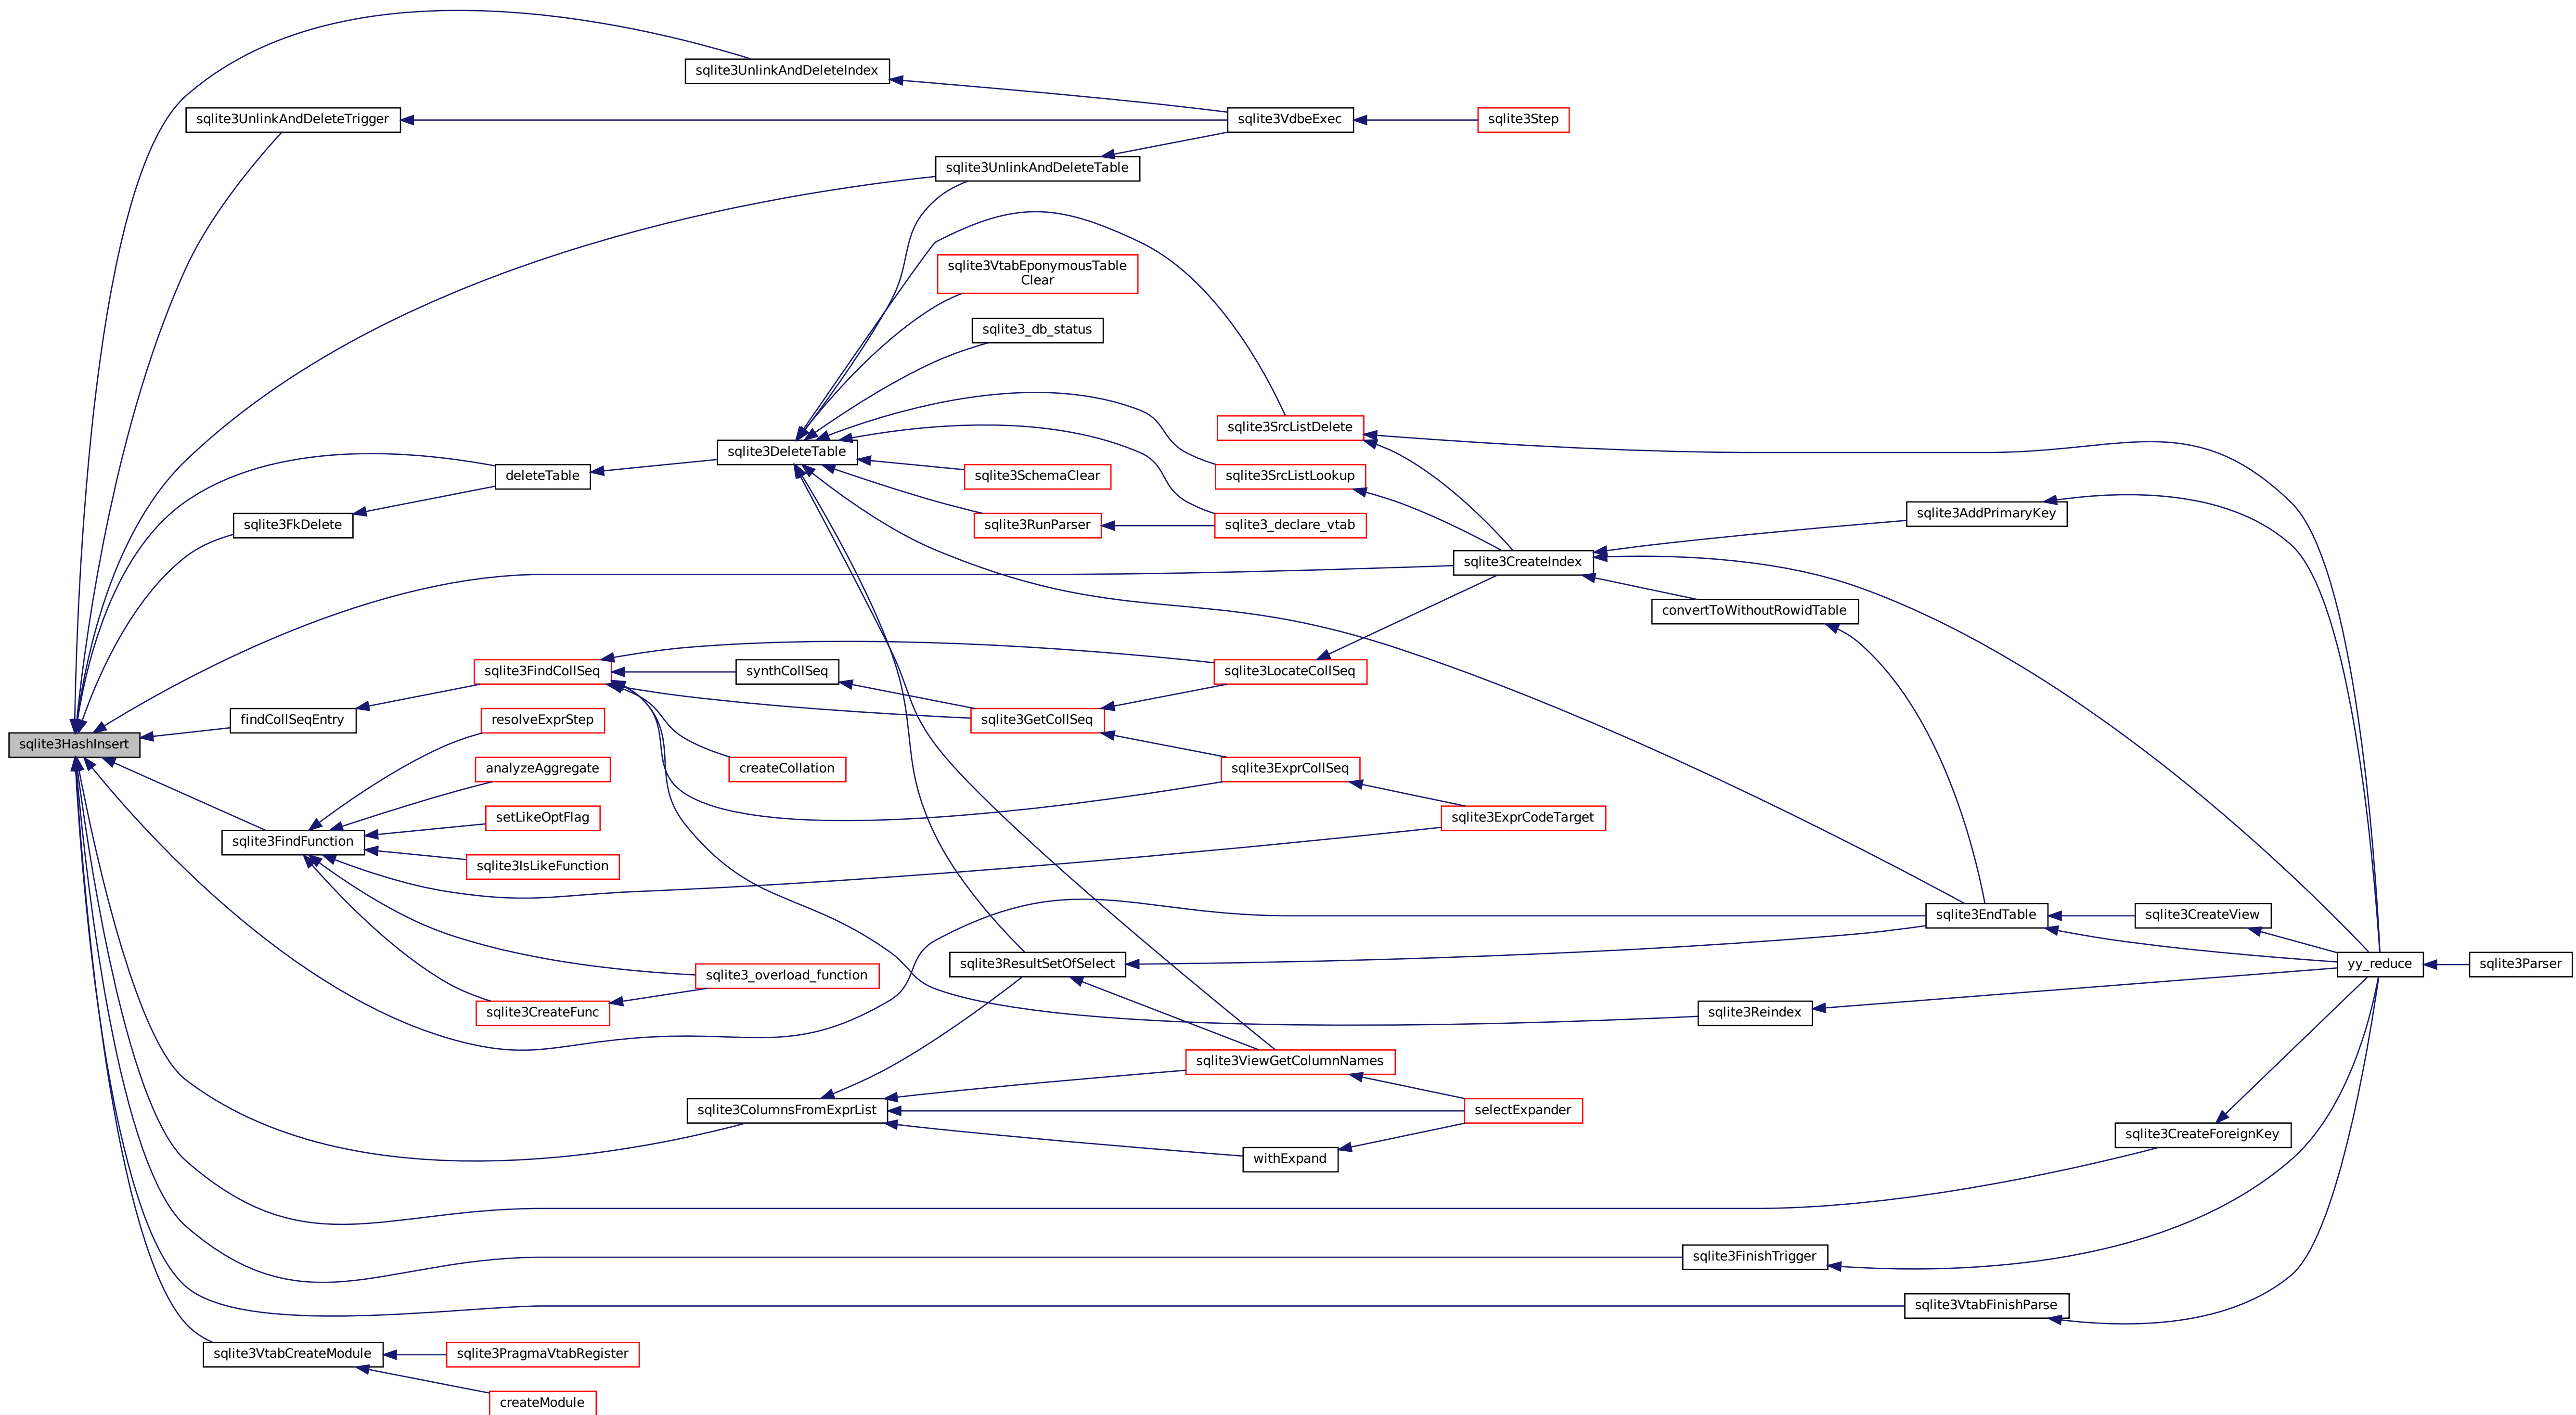 sqlite3UnlinkAndDeleteIndex
sqlite3UnlinkAndDeleteTrigger
sqlite3VdbeExec
sqlite3Step
sqlite3UnlinkAndDeleteTable
sqlite3VtabEponymousTable
Clear
sqlite3_db_status
sqlite3SrcListDelete
sqlite3DeleteTable
deleteTable
sqlite3SchemaClear
sqlite3SrcListLookup
sqlite3FkDelete
sqlite3RunParser
sqlite3_declare_vtab
sqlite3AddPrimaryKey
sqlite3CreateIndex
convertToWithoutRowidTable
sqlite3FindCollSeq
synthCollSeq
sqlite3LocateCollSeq
findCollSeqEntry
resolveExprStep
sqlite3GetCollSeq
sqlite3HashInsert
analyzeAggregate
createCollation
sqlite3ExprCollSeq
setLikeOptFlag
sqlite3ExprCodeTarget
sqlite3FindFunction
sqlite3IsLikeFunction
sqlite3EndTable
sqlite3CreateView
sqlite3_overload_function
sqlite3ResultSetOfSelect
yy_reduce
sqlite3Parser
sqlite3CreateFunc
sqlite3Reindex
sqlite3ViewGetColumnNames
sqlite3ColumnsFromExprList
selectExpander
sqlite3CreateForeignKey
withExpand
sqlite3FinishTrigger
sqlite3VtabFinishParse
sqlite3VtabCreateModule
sqlite3PragmaVtabRegister
createModule